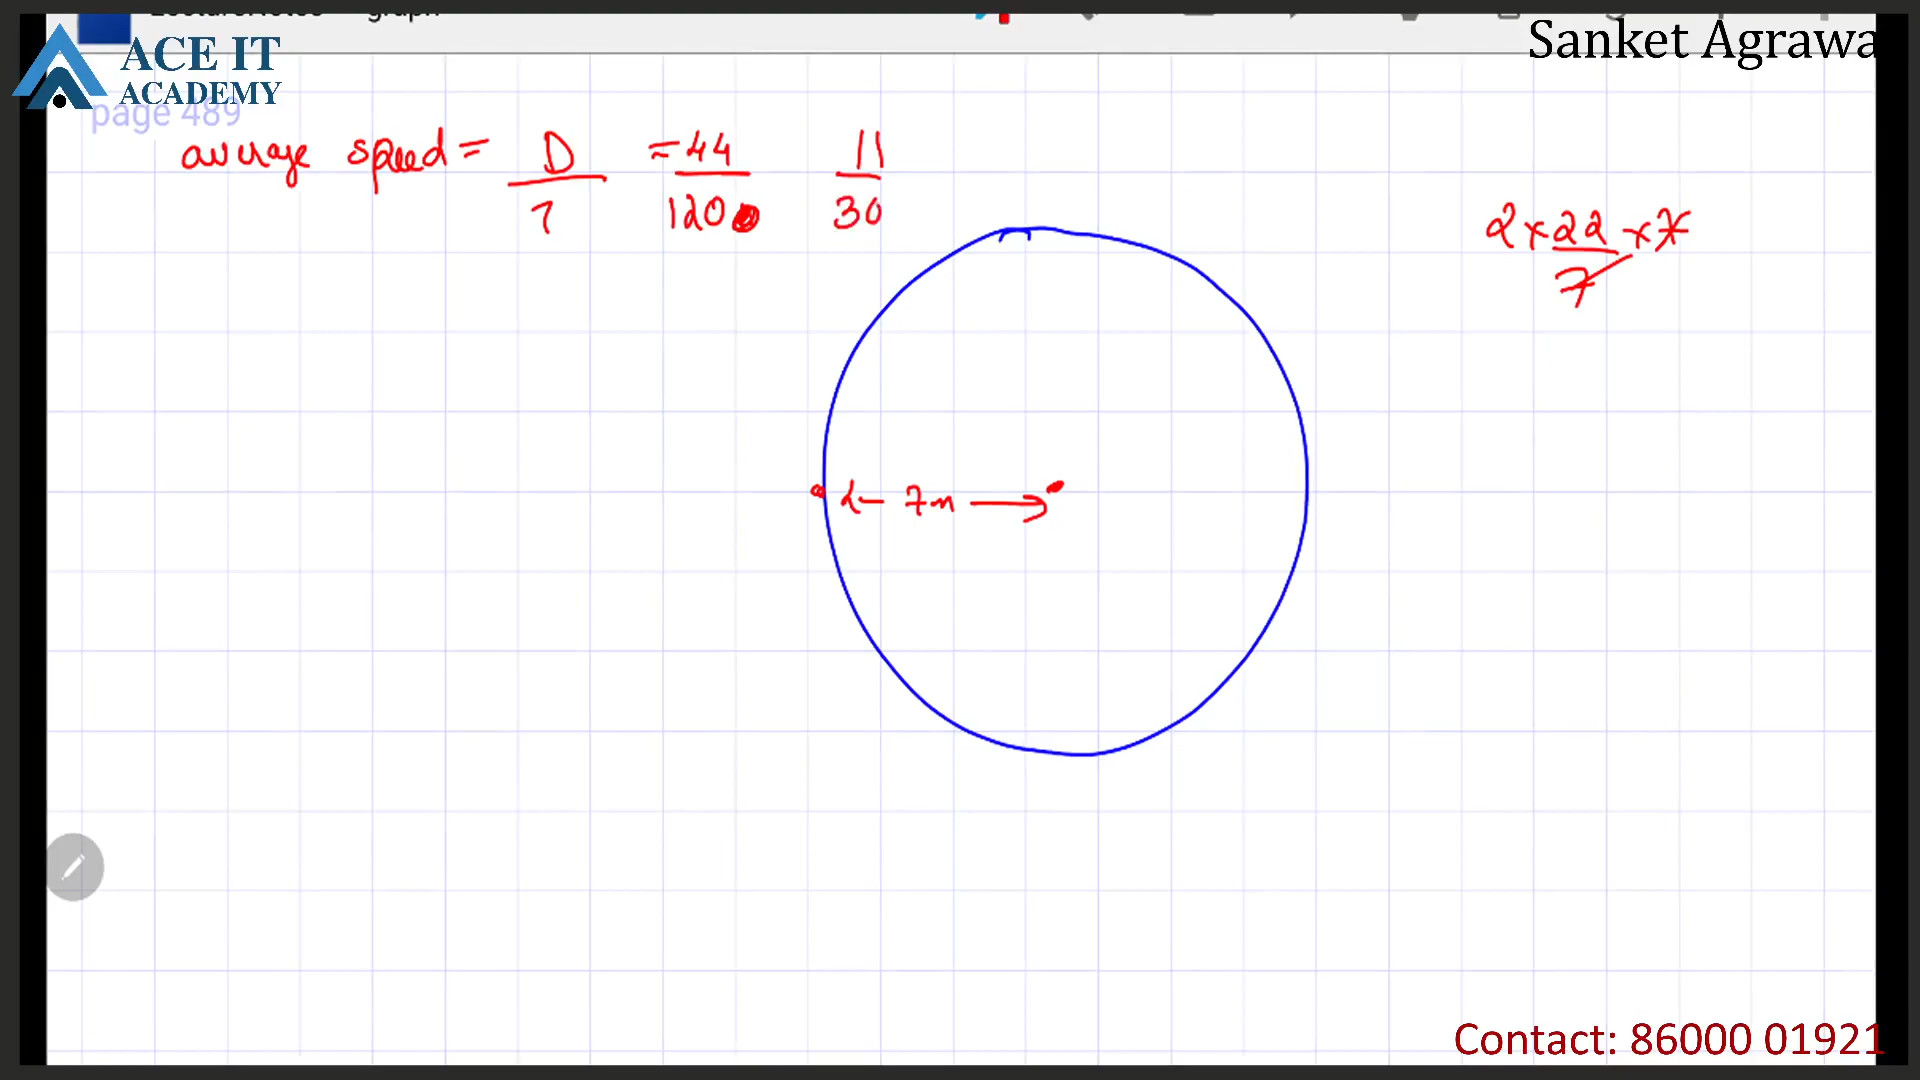 Sanket Agrawa
ACE IT
ACADEMY
page 489
average speed = D = 44 11
120 30
2 × 22 × 7
7
7m
Contact: 86000 01921